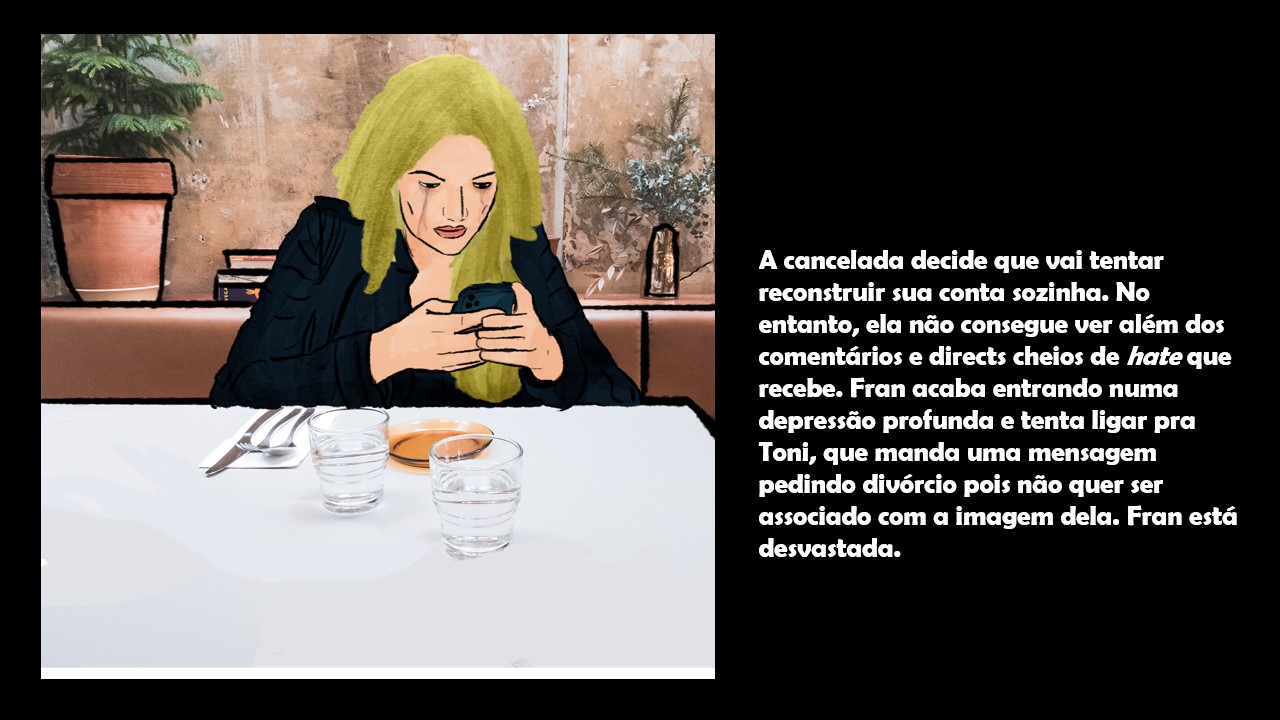 A cancelada decide que vai tentar
reconstruir sua conta sozinha. No
entanto, ela não consegue ver além dos
comentários e directs cheios de hate que
recebe. Fran acaba entrando numa
depressão profunda e tenta ligar pra
Toni, que manda uma mensagem
pedindo divórcio pois não quer ser
associado com a imagem dela. Fran está
desvastada.